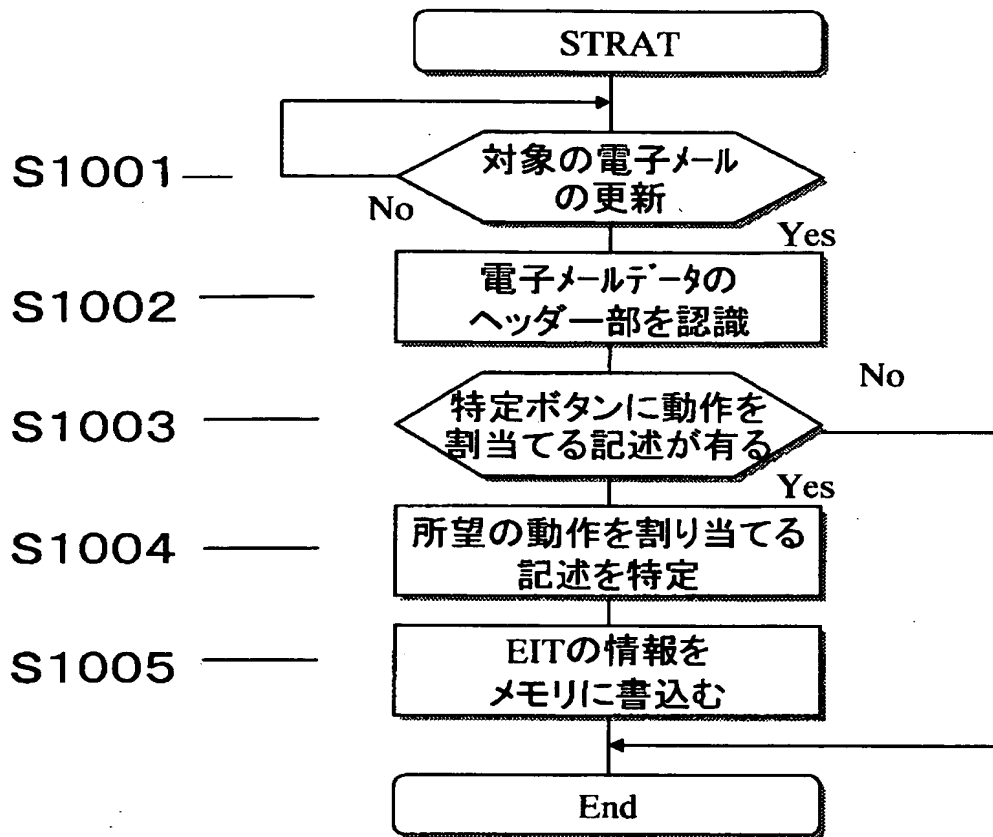 STRAT
S1001
対象の電子メール
の更新
No
Yes
S1002
電子メールデータの
ヘッダー部を認識
No
S1003
特定ボタンに動作を
割当てる記述が有る
Yes
S1004
所望の動作を割り当てる
記述を特定
S1005
EITの情報を
メモリに書込む
End